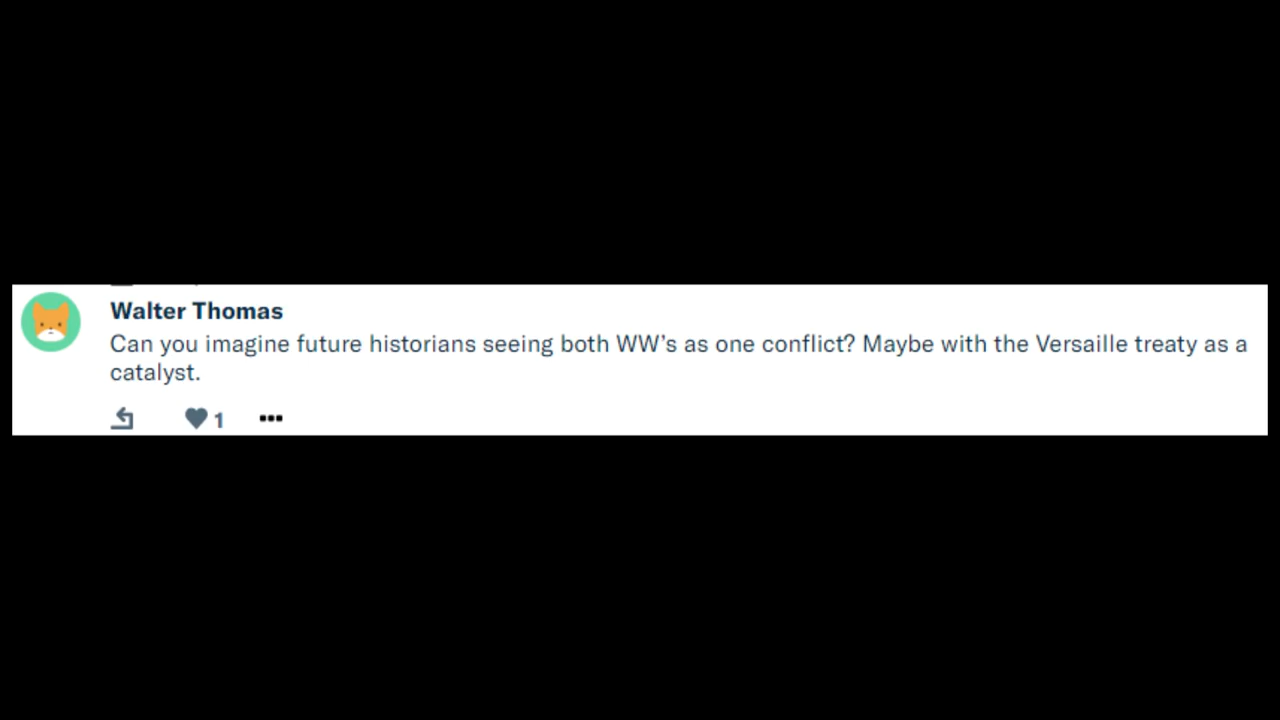 Walter Thomas
Can you imagine future historians seeing both WW’s as one conflict? Maybe with the Versaille treaty as a
catalyst.
1